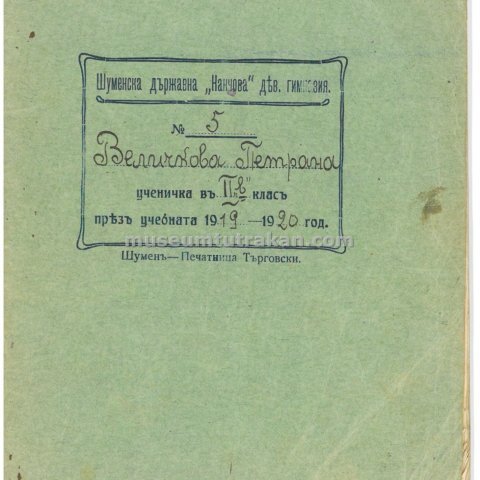 Шуменска държавна „Нанчова" дѣв. гимназия.
№ 5
Величкова Петрана
ученичка въ II"в" класъ
прѣзъ учебната 1919 — 1920 год.
museumtutrakan.com
Шуменъ — Печатница Търговски.